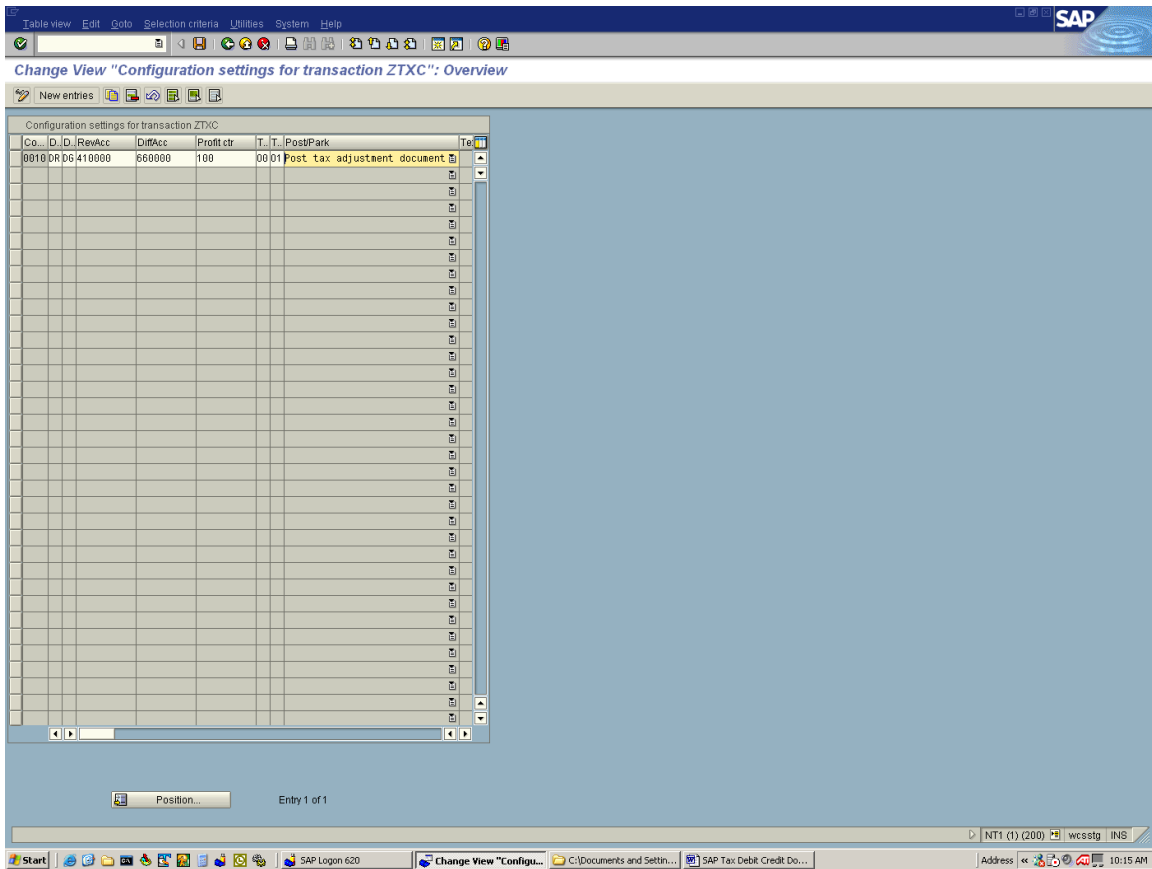 Table view Edit Goto Selection criteria Utilities System Help
SAP
Change View "Configuration settings for transaction ZTXC": Overview
New entries
Configuration settings for transaction ZTXC
Co... D.. D.. RevAcc DiffAcc Profit ctr T.. T.. Post/Park Te
0010 DR DG 410000 660000 100 00 01 Post tax adjustment document
Position... Entry 1 of 1
NT1 (1) (200) wcsstg INS
Start SAP Logon 620 Change View "Configu... C:\Documents and Settin... SAP Tax Debit Credit Do... Address « 10:15 AM